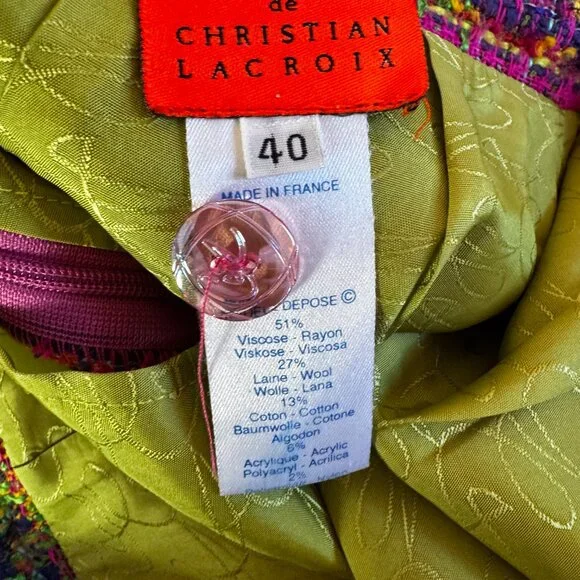 de
CHRISTIAN
LACROIX
40
MADE IN FRANCE
DEPOSE ©
51%
Viscose - Rayon
Viskose - Viscosa
27%
Laine - Wool
Wolle - Lana
13%
Coton - Cotton
Baumwolle - Cotone
Algodon
6%
Acrylique - Acrylic
Polyacryl - Acrilica
2%